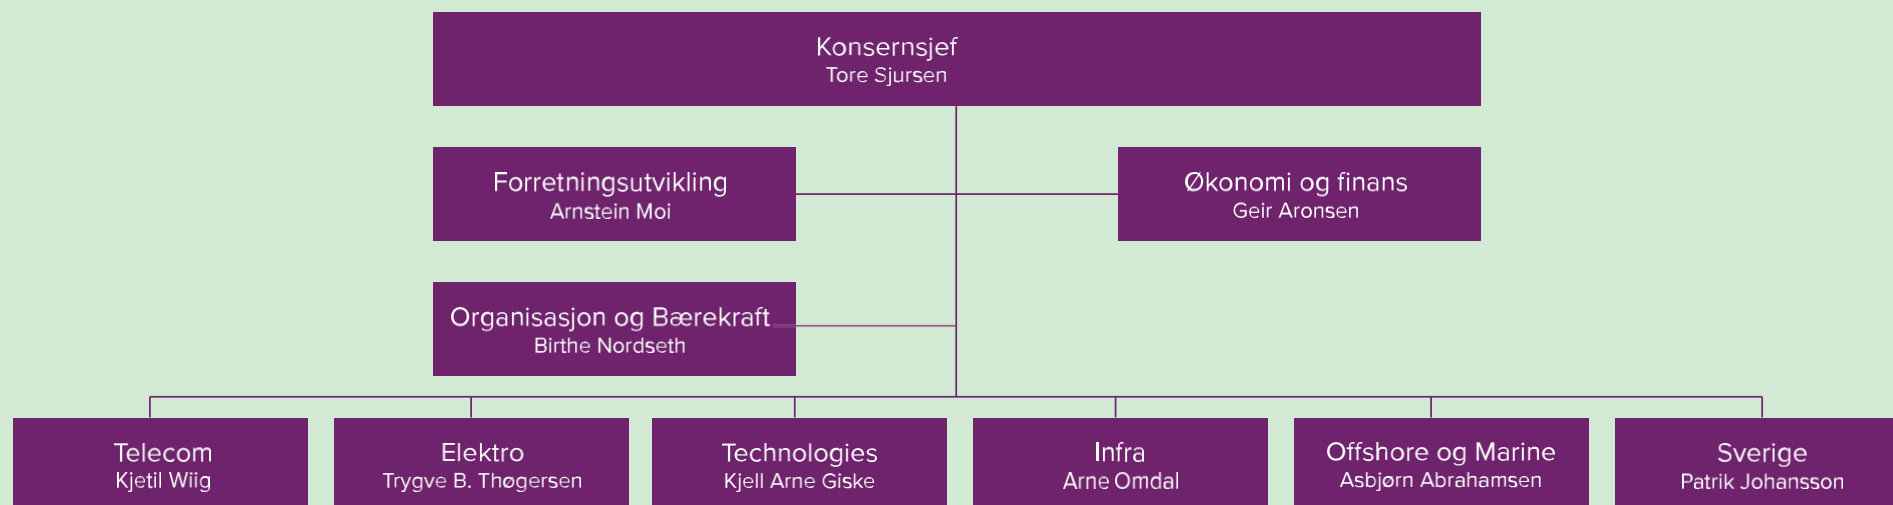 Konsernsjef
Tore Sjursen
Forretningsutvikling
Arnstein Moi
Økonomi og finans
Geir Aronsen
Organisasjon og Bærekraft
Birthe Nordseth
Telecom
Kjetil Wiig
Elektro
Trygve B. Thøgersen
Technologies
Kjell Arne Giske
Infra
Arne Omdal
Offshore og Marine
Asbjørn Abrahamsen
Sverige
Patrik Johansson